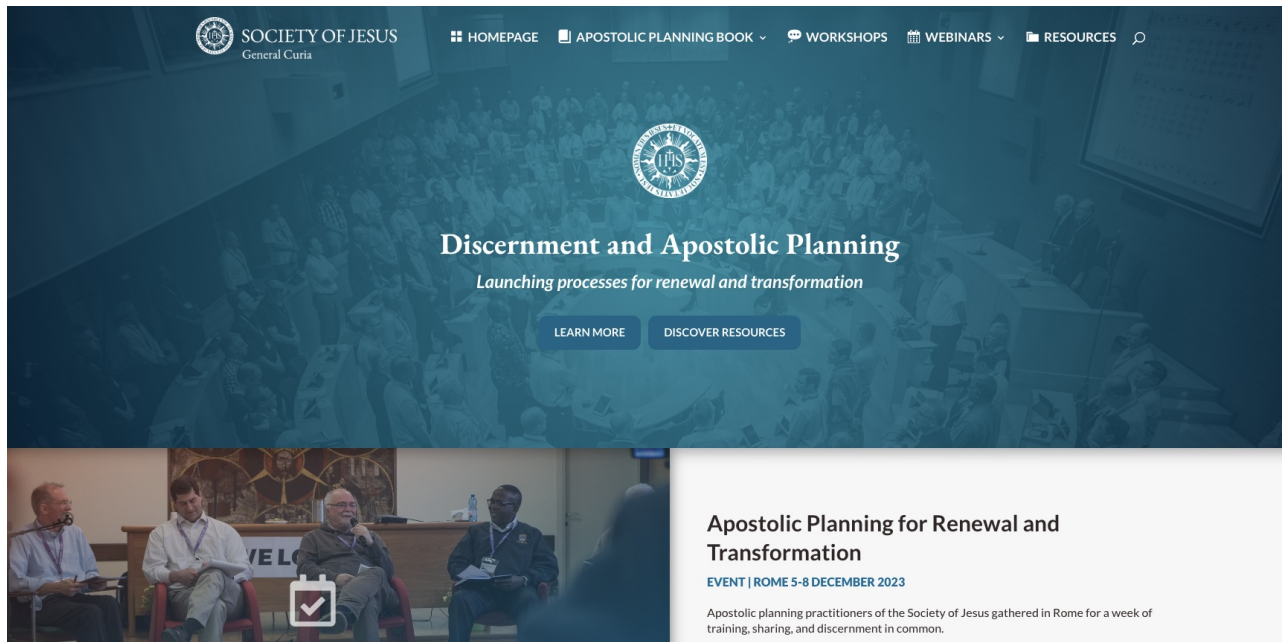 SOCIETY OF JESUS
General Curia
HOMEPAGE APOSTOLIC PLANNING BOOK WORKSHOPS WEBINARS RESOURCES
IHS
Discernment and Apostolic Planning
Launching processes for renewal and transformation
LEARN MORE DISCOVER RESOURCES
Apostolic Planning for Renewal and
Transformation
EVENT | ROME 5-8 DECEMBER 2023
Apostolic planning practitioners of the Society of Jesus gathered in Rome for a week of
training, sharing, and discernment in common.